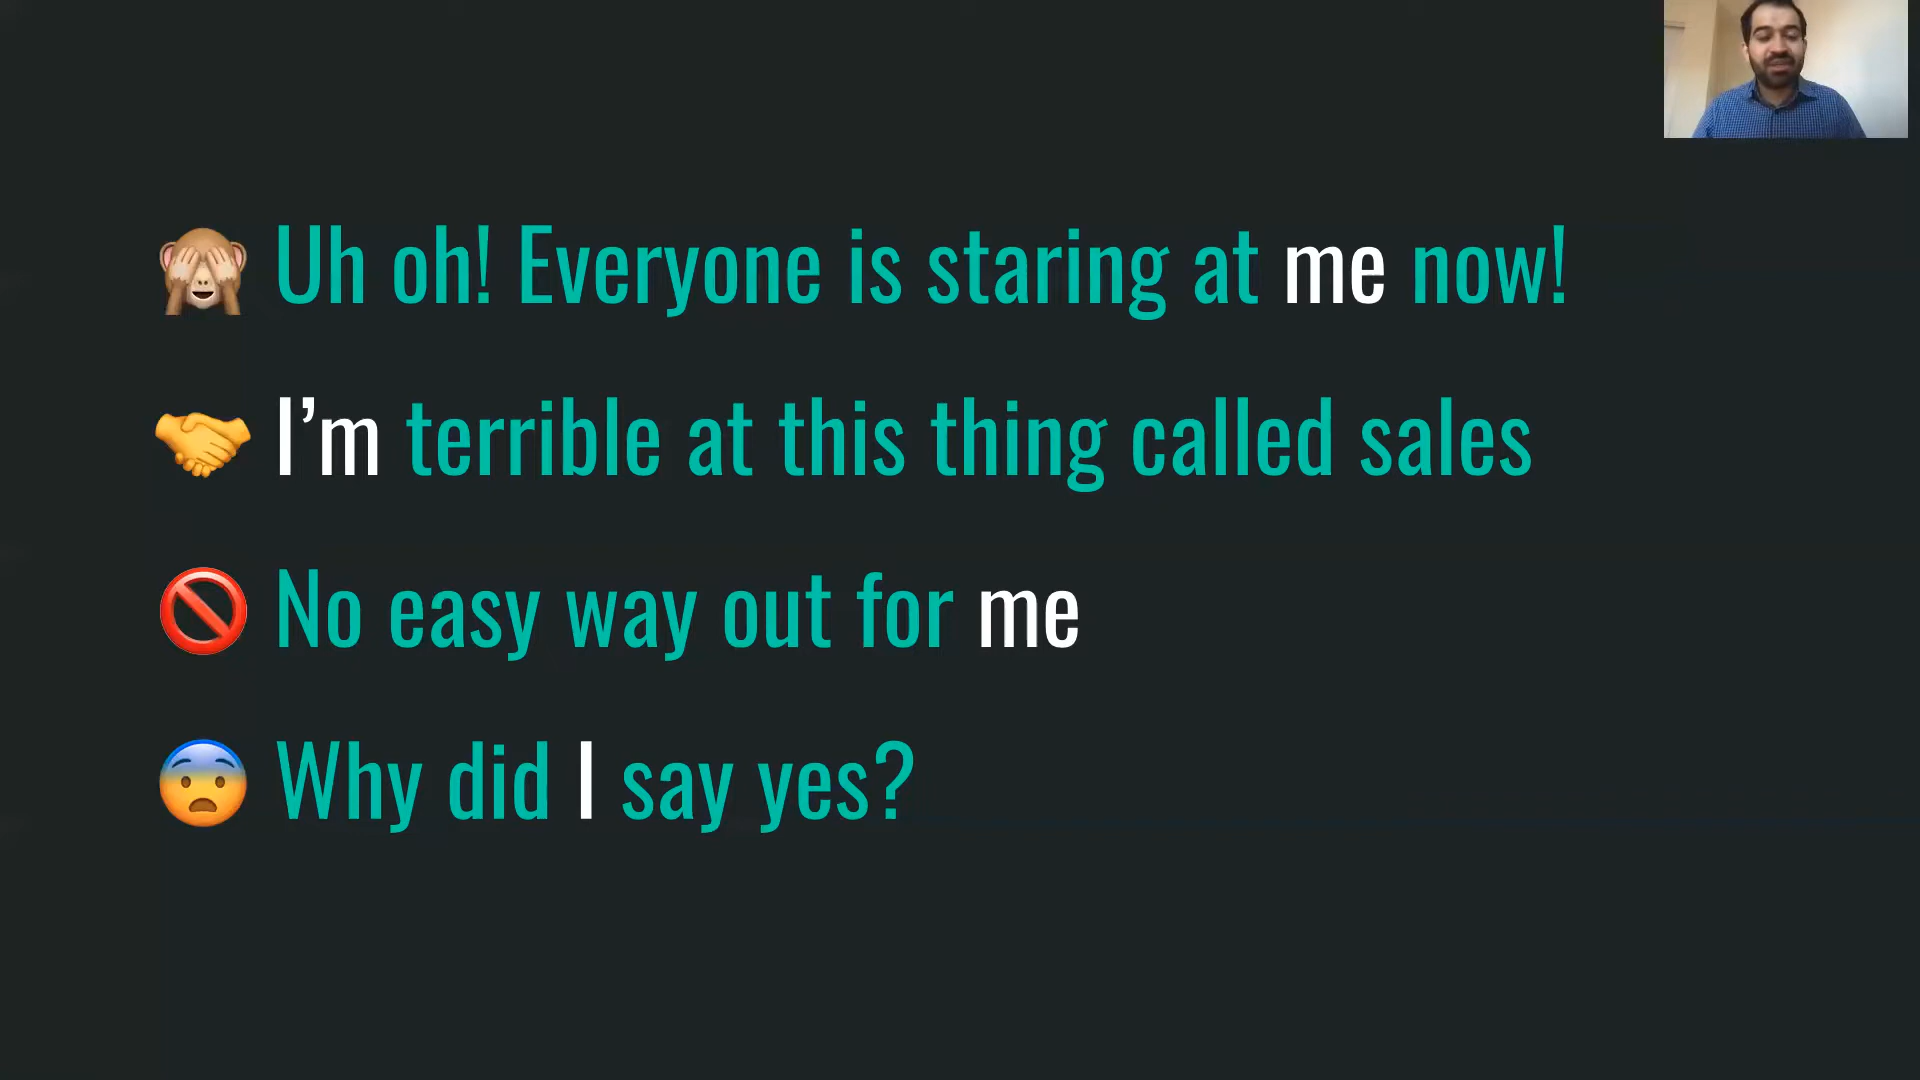 Uh oh! Everyone is staring at me now!
I’m terrible at this thing called sales
No easy way out for me
Why did I say yes?